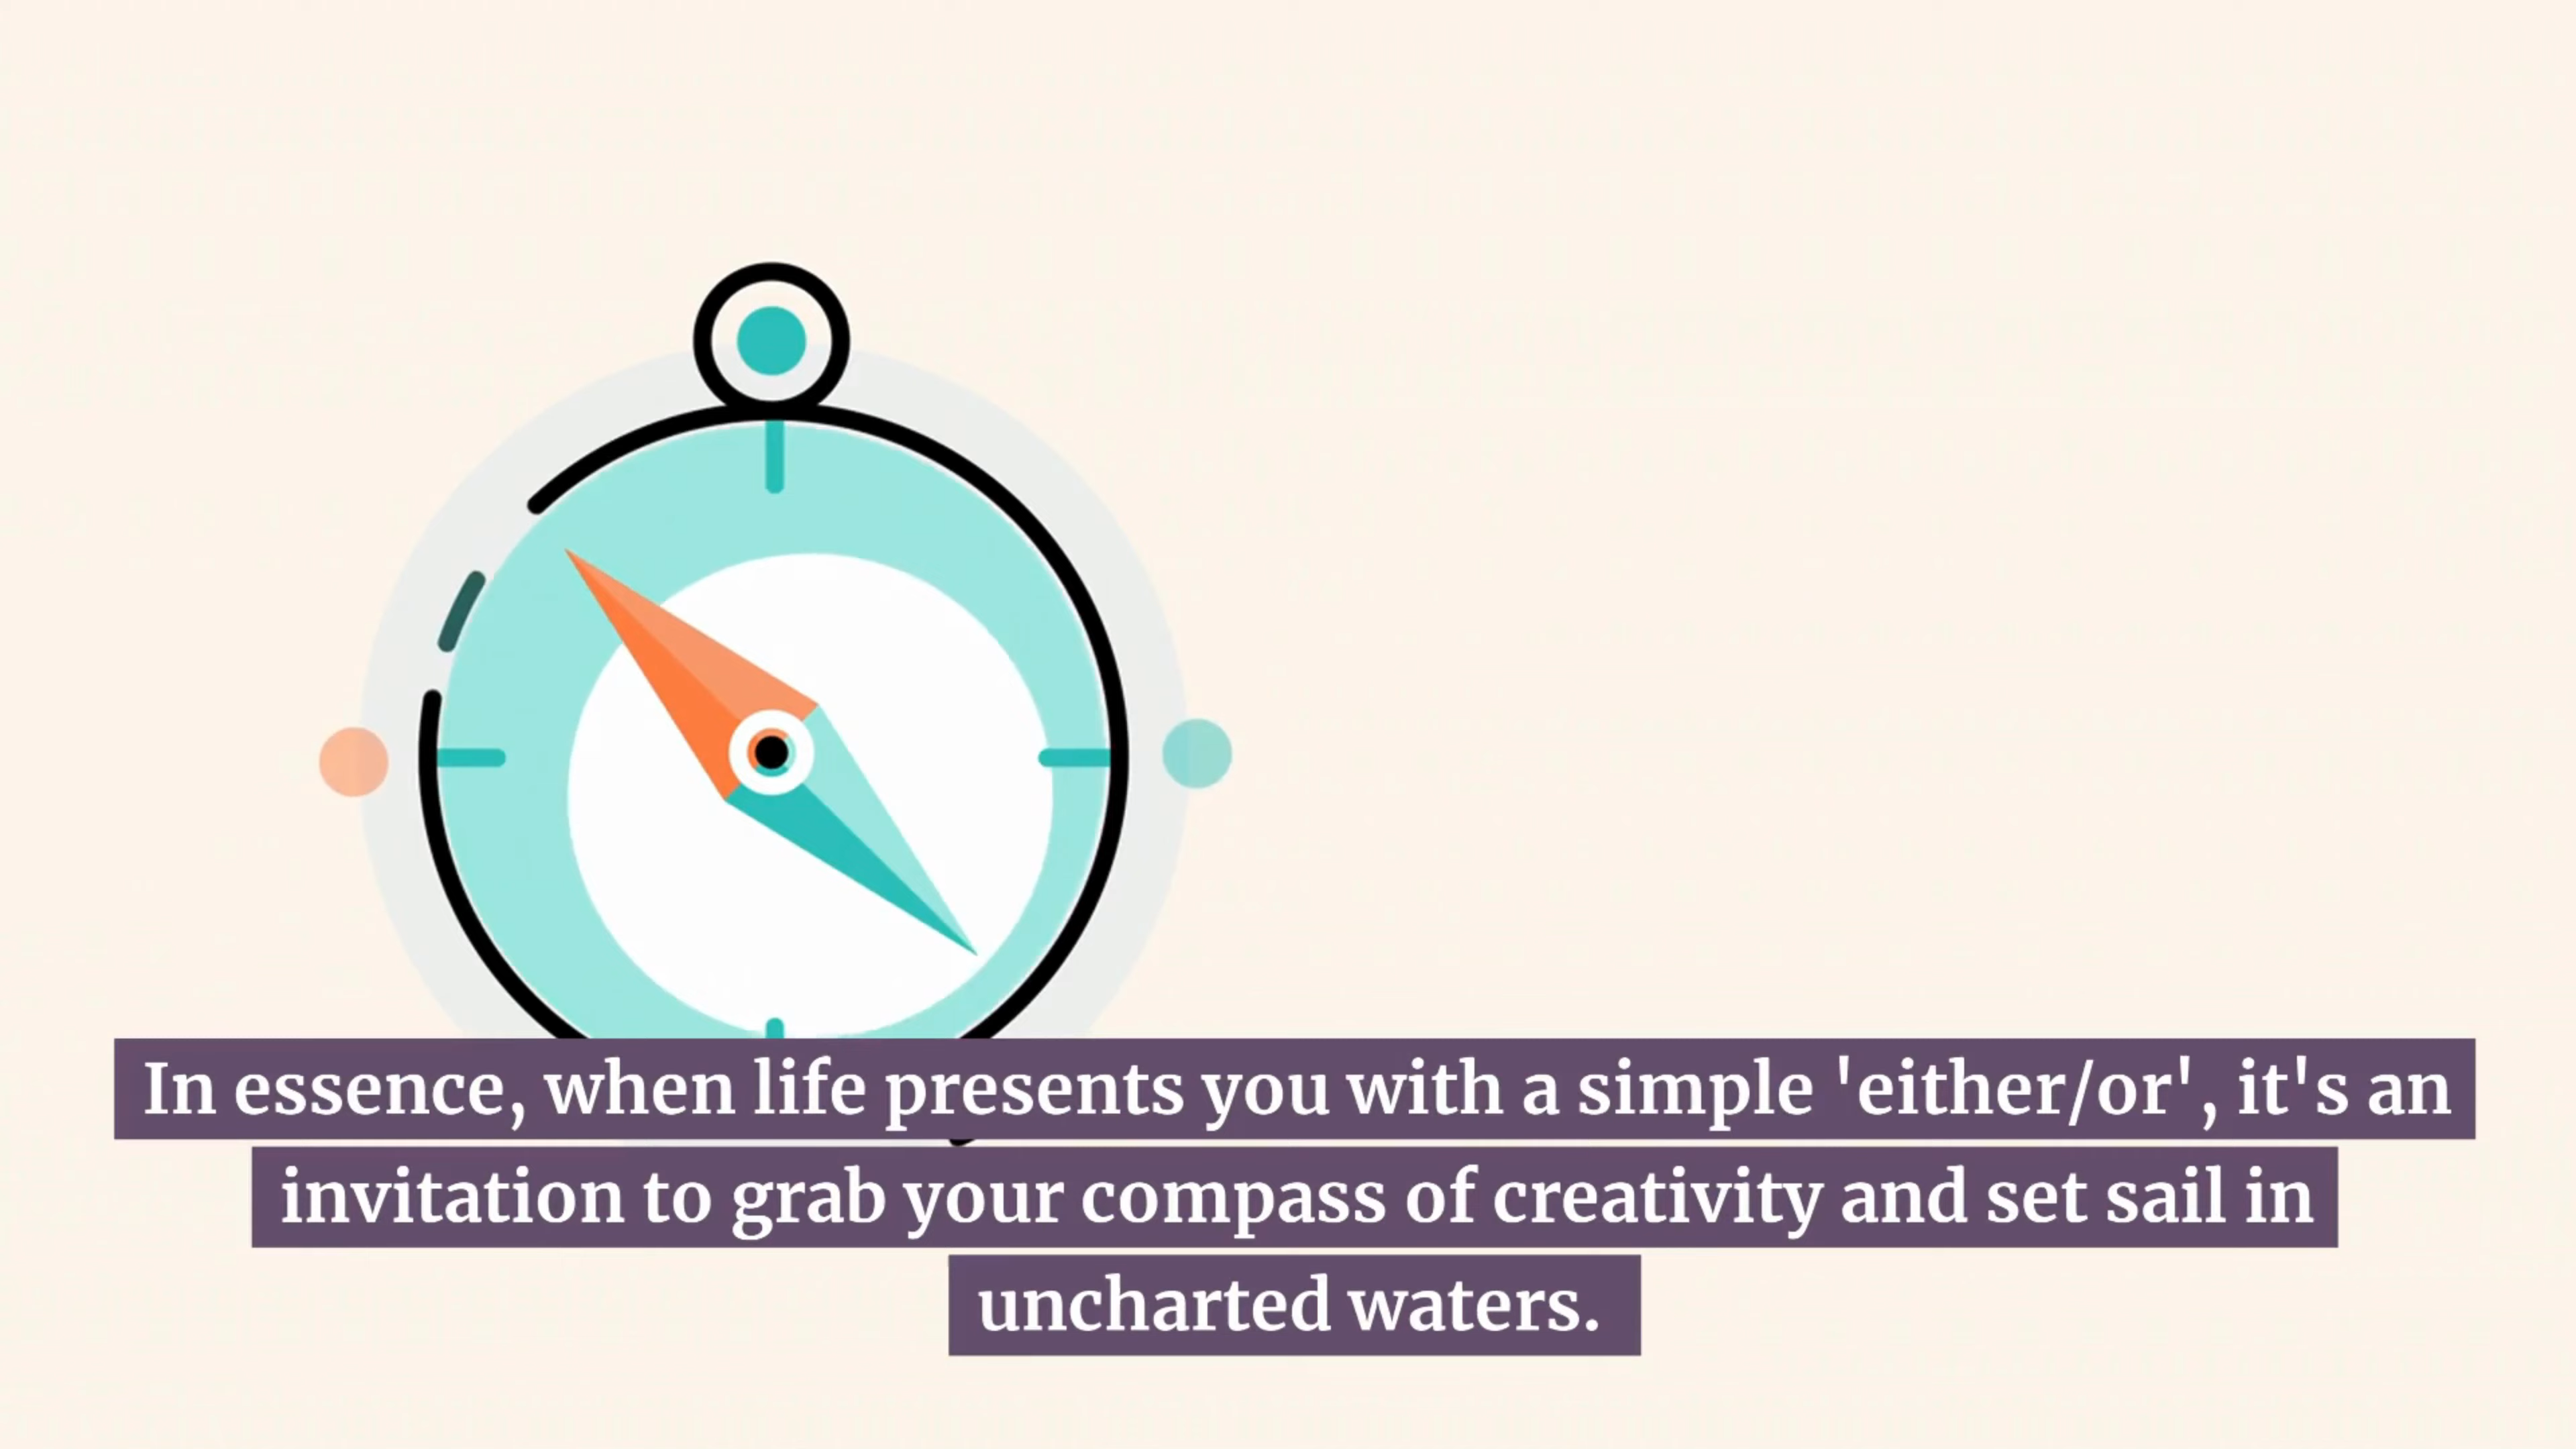 In essence, when life presents you with a simple 'either/or', it's an
invitation to grab your compass of creativity and set sail in
uncharted waters.